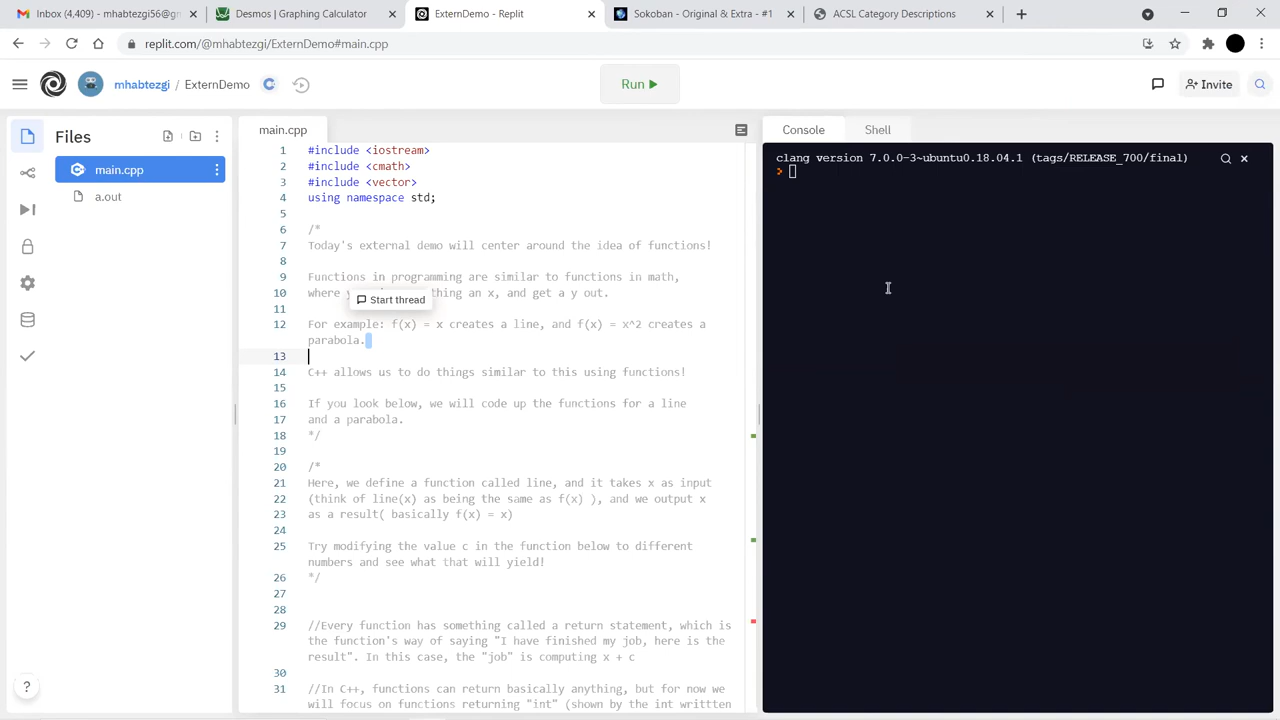 Inbox (4,409) - mhabtezgi56@gm
Desmos | Graphing Calculator
ExternDemo - Replit
Sokoban - Original & Extra - #1
ACSL Category Descriptions
replit.com/@mhabtezgi/ExternDemo#main.cpp
mhabtezgi / ExternDemo
Run
Invite
Files
main.cpp
a.out
main.cpp
1 #include <iostream>
2 #include <cmath>
3 #include <vector>
4 using namespace std;
5
6 /*
7 Today's external demo will center around the idea of functions!
8
9 Functions in programming are similar to functions in math,
10 where y thing an x, and get a y out.
Start thread
11
12 For example: f(x) = x creates a line, and f(x) = x^2 creates a
parabola.
13
14 C++ allows us to do things similar to this using functions!
15
16 If you look below, we will code up the functions for a line
17 and a parabola.
18 */
19
20 /*
21 Here, we define a function called line, and it takes x as input
22 (think of line(x) as being the same as f(x) ), and we output x
23 as a result( basically f(x) = x)
24
25 Try modifying the value c in the function below to different
numbers and see what that will yield!
26 */
27
28
29 //Every function has something called a return statement, which is
the function's way of saying "I have finished my job, here is the
result". In this case, the "job" is computing x + c
30
31 //In C++, functions can return basically anything, but for now we
will focus on functions returning "int" (shown by the int writtten
Console
Shell
clang version 7.0.0-3~ubuntu0.18.04.1 (tags/RELEASE_700/final)
>
?